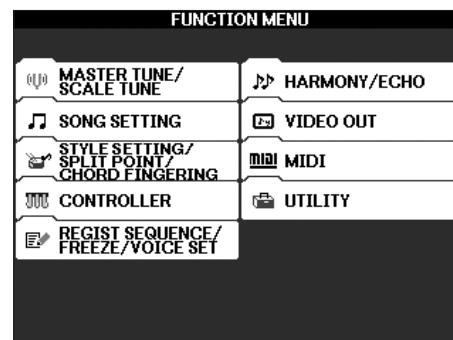 FUNCTION MENU
MASTER TUNE/
SCALE TUNE
SONG SETTING
STYLE SETTING/
SPLIT POINT/
CHORD FINGERING
CONTROLLER
REGIST SEQUENCE/
FREEZE/VOICE SET
HARMONY/ECHO
VIDEO OUT
MIDI MIDI
UTILITY